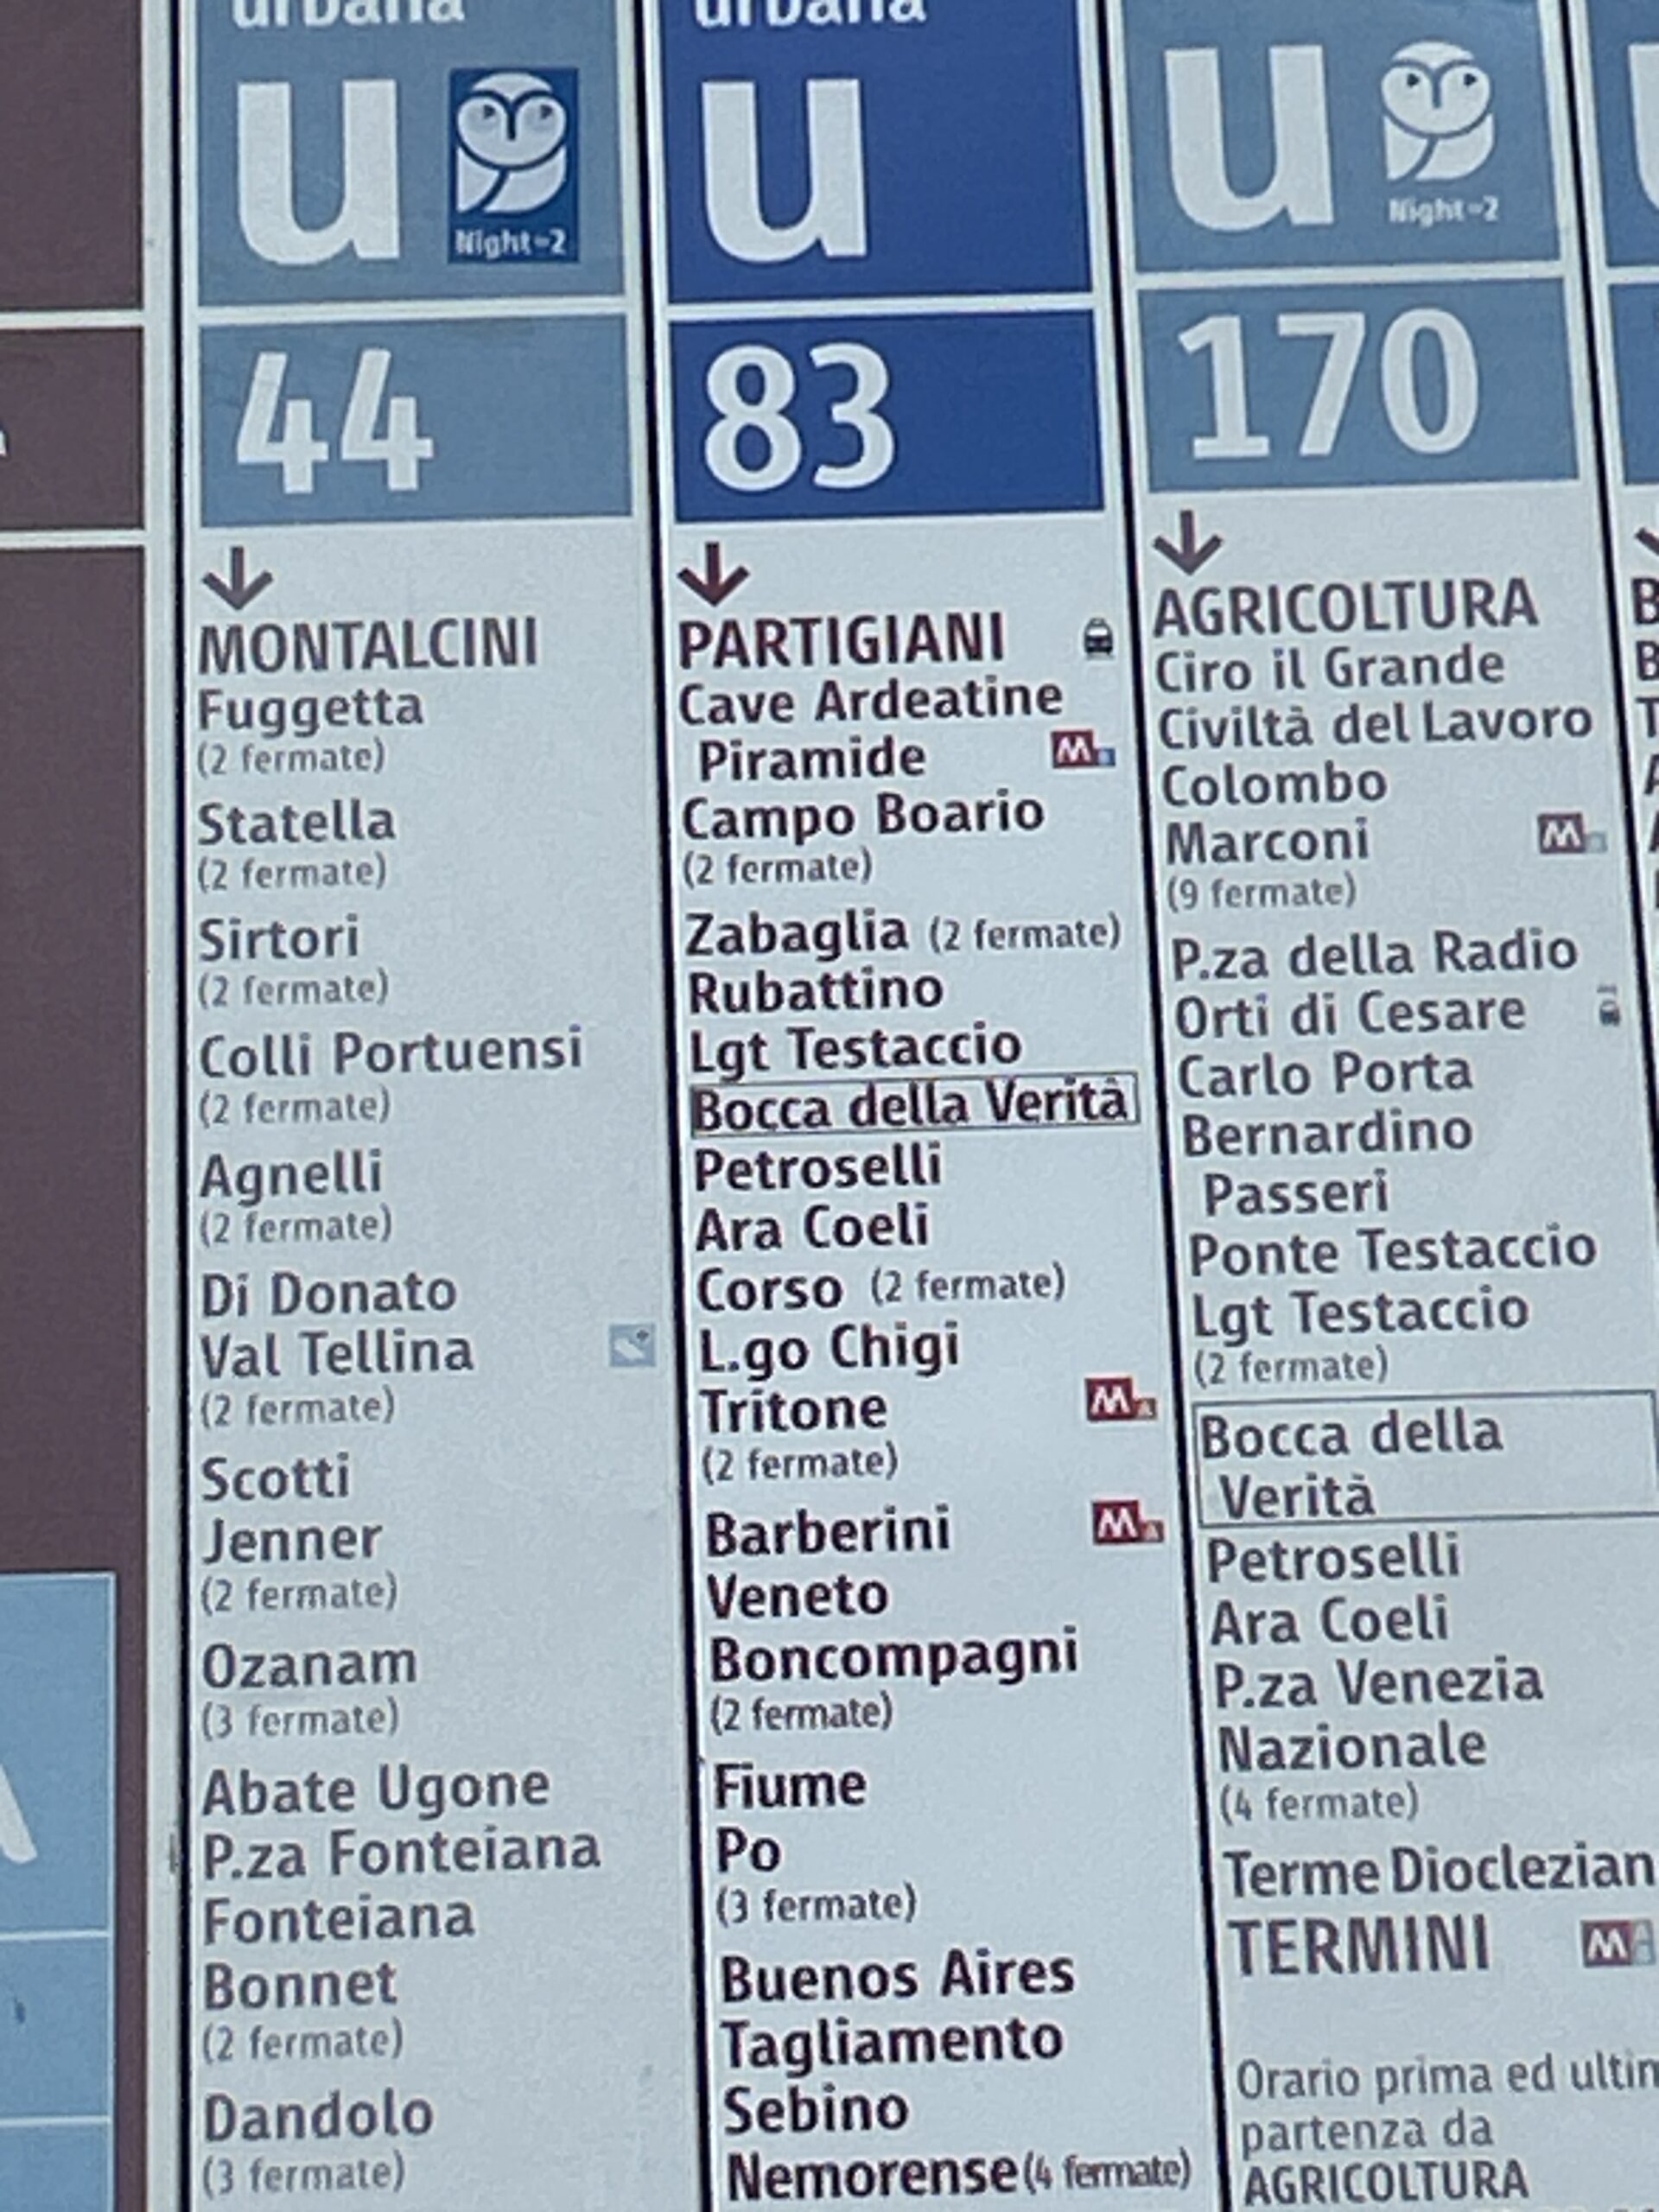 urbana
u
Night-2
44
MONTALCINI
Fuggetta
(2 fermate)
Statella
(2 fermate)
Sirtori
(2 fermate)
Colli Portuensi
(2 fermate)
Agnelli
(2 fermate)
Di Donato
Val Tellina
(2 fermate)
Scotti
Jenner
(2 fermate)
Ozanam
(3 fermate)
Abate Ugone
P.za Fonteiana
Fonteiana
Bonnet
(2 fermate)
Dandolo
(3 fermate)
urbana
u
83
PARTIGIANI
Cave Ardeatine
Piramide M
Campo Boario
(2 fermate)
Zabaglia (2 fermate)
Rubattino
Lgt Testaccio
Bocca della Verità
Petroselli
Ara Coeli
Corso (2 fermate)
L.go Chigi
Tritone M A
(2 fermate)
Barberini M A
Veneto
Boncompagni
(2 fermate)
Fiume
Po
(3 fermate)
Buenos Aires
Tagliamento
Sebino
Nemorense (4 fermate)
u
Night-2
170
AGRICOLTURA
Ciro il Grande
Civiltà del Lavoro
Colombo
Marconi M
(9 fermate)
P.za della Radio
Orti di Cesare
Carlo Porta
Bernardino
Passeri
Ponte Testaccio
Lgt Testaccio
(2 fermate)
Bocca della
Verità
Petroselli
Ara Coeli
P.za Venezia
Nazionale
(4 fermate)
Terme Dioclezian
TERMINI M A
Orario prima ed ultim
partenza da
AGRICOLTURA